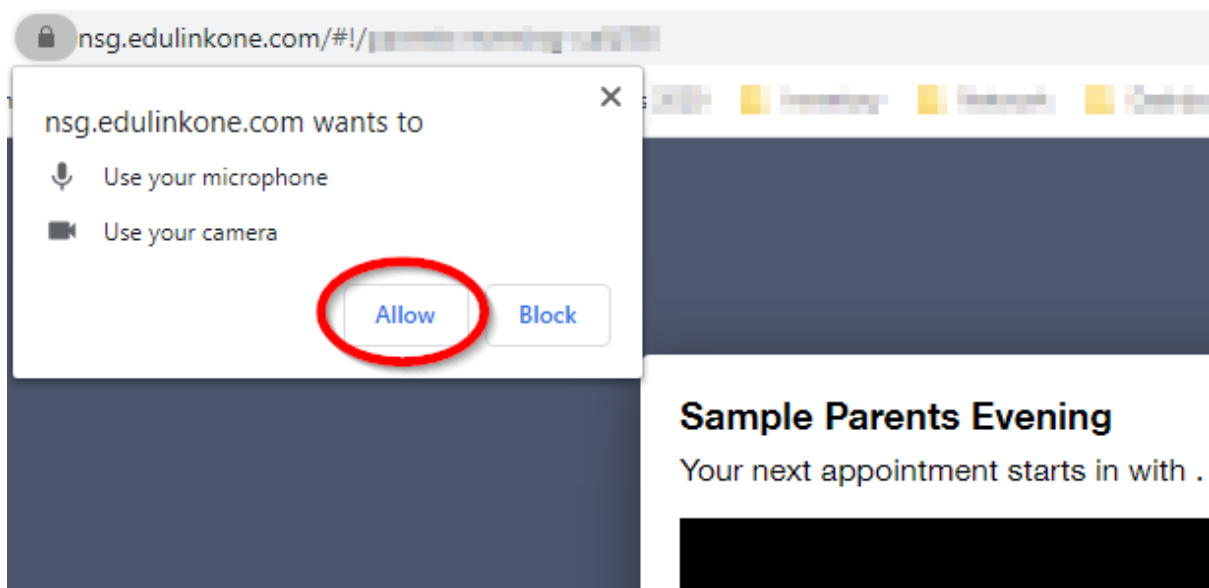 nsg.edulinkone.com/#!/
nsg.edulinkone.com wants to
Use your microphone
Use your camera
Allow
Block
Sample Parents Evening
Your next appointment starts in with .